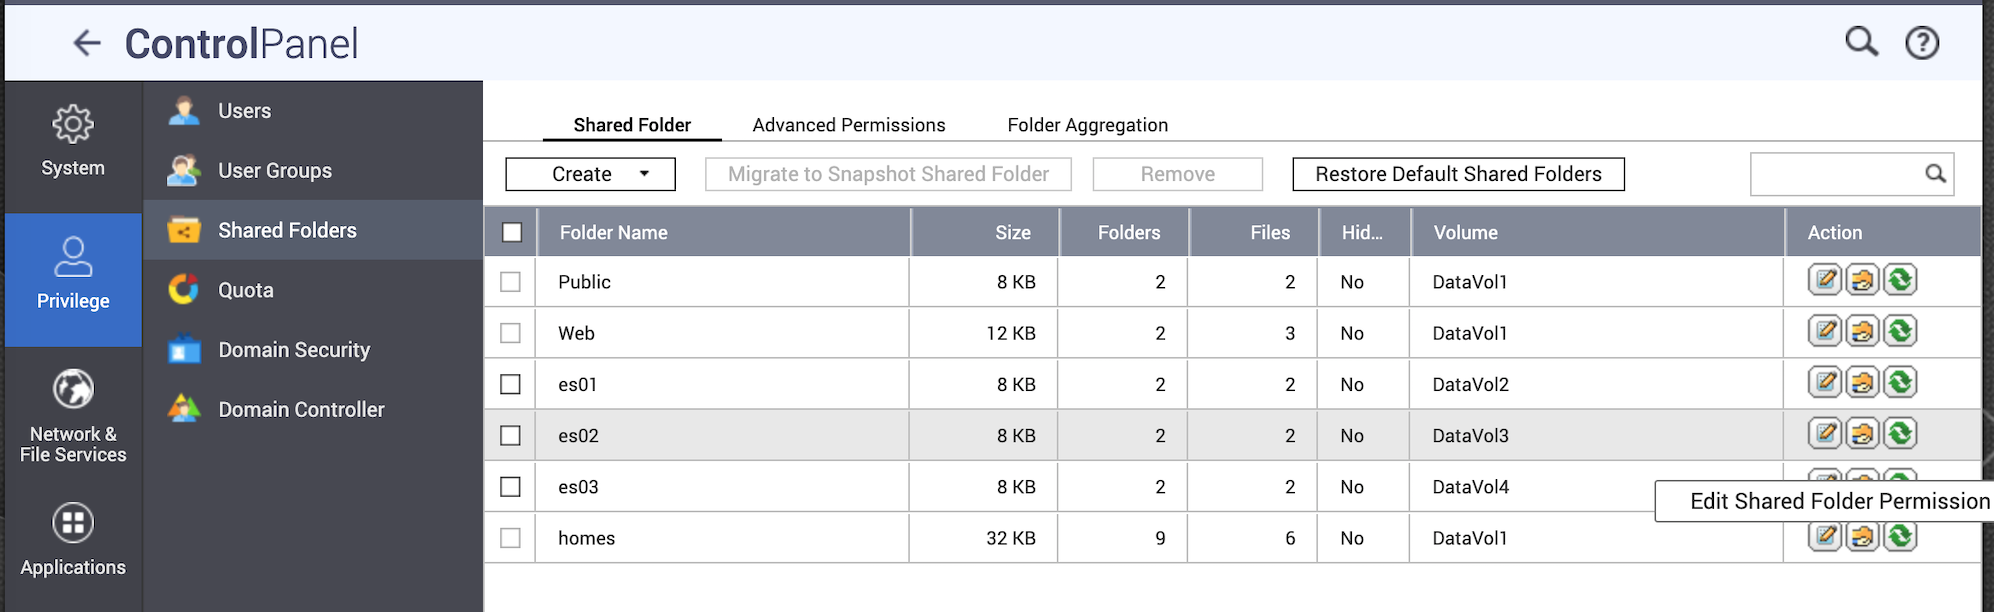 ControlPanel
System
Privilege
Network &
File Services
Applications
Users
User Groups
Shared Folders
Quota
Domain Security
Domain Controller
Shared Folder Advanced Permissions Folder Aggregation
Create Migrate to Snapshot Shared Folder Remove Restore Default Shared Folders
Folder Name Size Folders Files Hid... Volume Action
Public 8 KB 2 2 No DataVol1
Web 12 KB 2 3 No DataVol1
es01 8 KB 2 2 No DataVol2
es02 8 KB 2 2 No DataVol3
es03 8 KB 2 2 No DataVol4
Edit Shared Folder Permission
homes 32 KB 9 6 No DataVol1